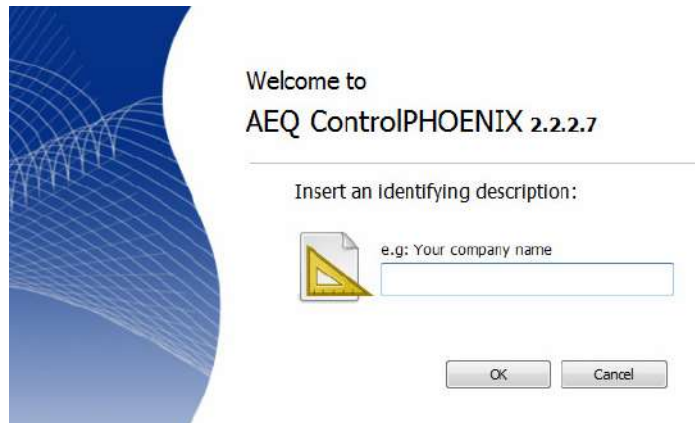 Welcome to
AEQ ControlPHOENIX 2.2.2.7
Insert an identifying description:
e.g: Your company name
OK Cancel